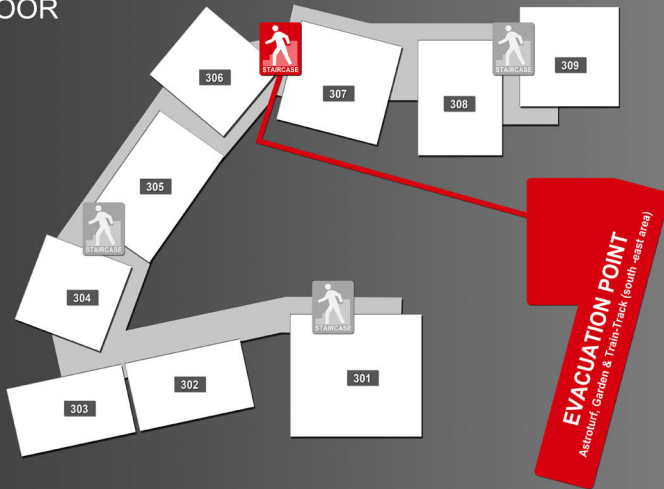 OOR
STAIRCASE
STAIRCASE
306
307
308
309
305
STAIRCASE
304
STAIRCASE
301
302
303
EVACUATION POINT
Astroturf, Garden & Train-Track (south -east area)